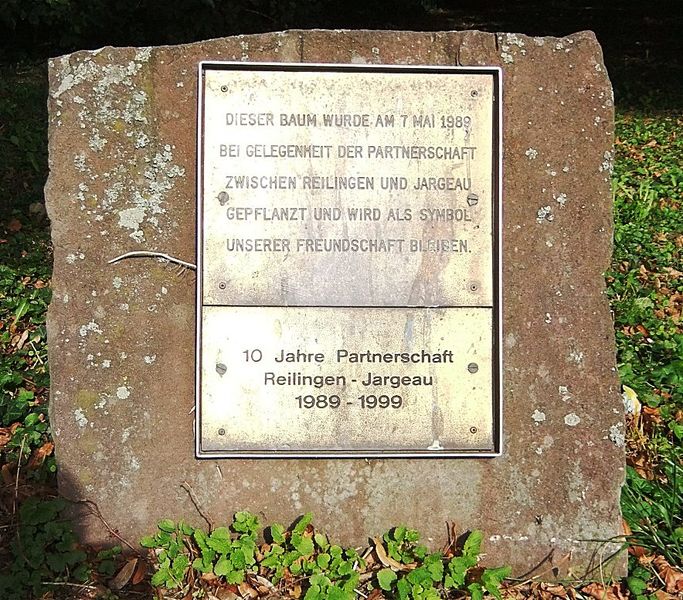 DIESER BAUM WURDE AM 7 MAI 1989
BEI GELEGENHEIT DER PARTNERSCHAFT
ZWISCHEN REILINGEN UND JARGEAU
GEPFLANZT UND WIRD ALS SYMBOL
UNSERER FREUNDSCHAFT BLEIBEN.
10 Jahre Partnerschaft
Reilingen - Jargeau
1989 - 1999